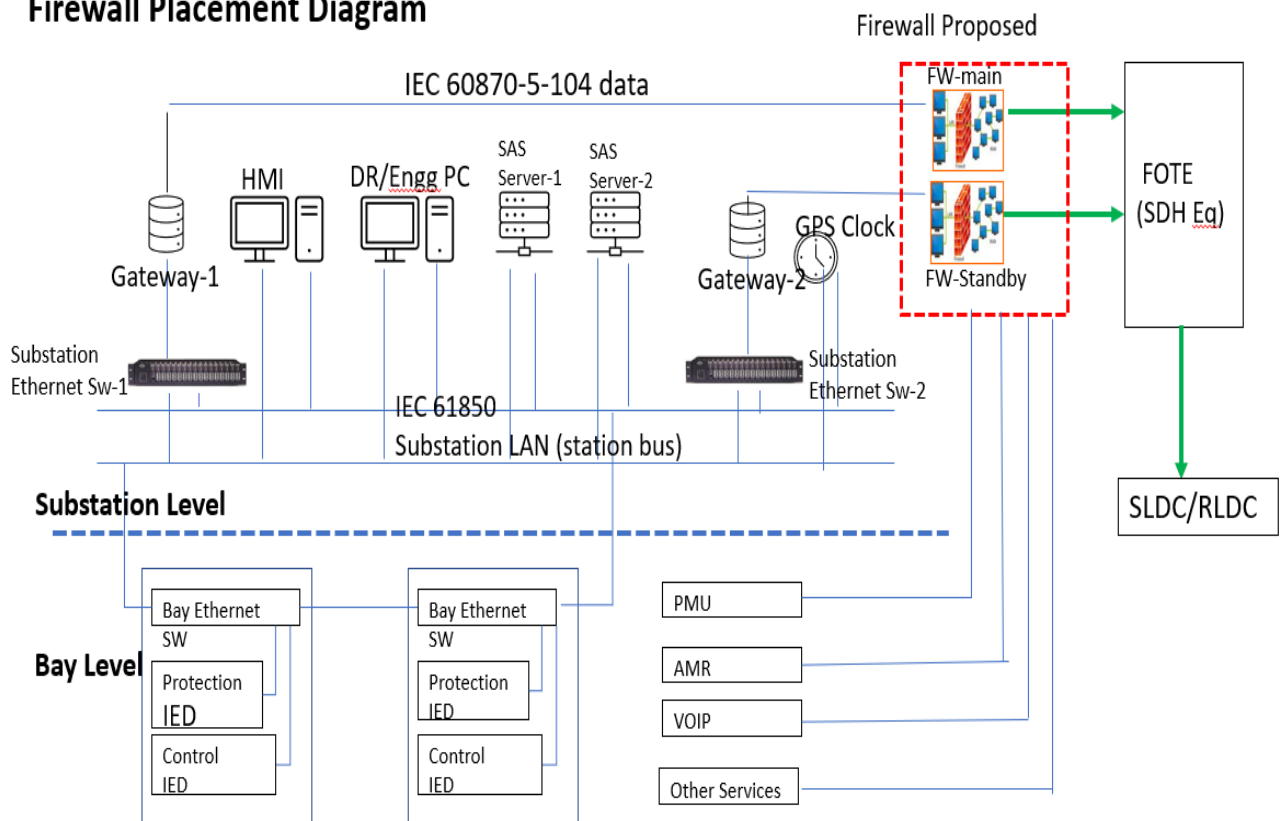 Firewall Placement Diagram
Firewall Proposed
IEC 60870-5-104 data
FW-main
HMI
DR/Engg PC
SAS
Server-1
SAS
Server-2
FOTE
(SDH Eq)
GPS Clock
Gateway-1
Gateway-2
FW-Standby
Substation
Ethernet Sw-1
Substation
Ethernet Sw-2
IEC 61850
Substation LAN (station bus)
Substation Level
SLDC/RLDC
Bay Level
Bay Ethernet
SW
Protection
IED
Control
IED
Bay Ethernet
SW
Protection
IED
Control
IED
PMU
AMR
VOIP
Other Services